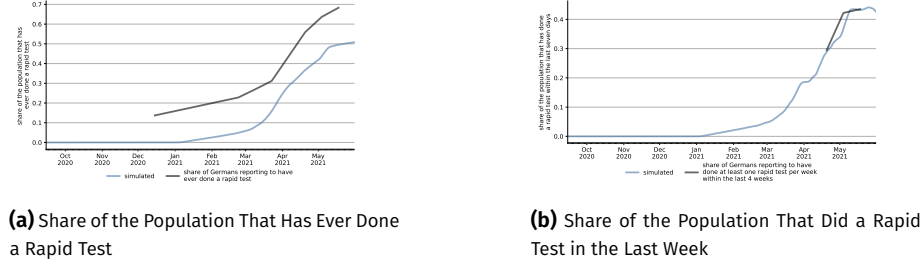 0.7
0.6
0.5
0.4
0.3
0.2
0.1
0.0
share of the population that has
ever done a rapid test
Oct
2020
Nov
2020
Dec
2020
Jan
2021
Feb
2021
Mar
2021
Apr
2021
May
2021
simulated
share of Germans reporting to have
ever done a rapid test
(a) Share of the Population That Has Ever Done
a Rapid Test
0.4
0.3
0.2
0.1
0.0
share of the population that has done
a rapid test within the last seven days
Oct
2020
Nov
2020
Dec
2020
Jan
2021
Feb
2021
Mar
2021
Apr
2021
May
2021
simulated
share of Germans reporting to have
done at least one rapid test per week
within the last 4 weeks
(b) Share of the Population That Did a Rapid
Test in the Last Week